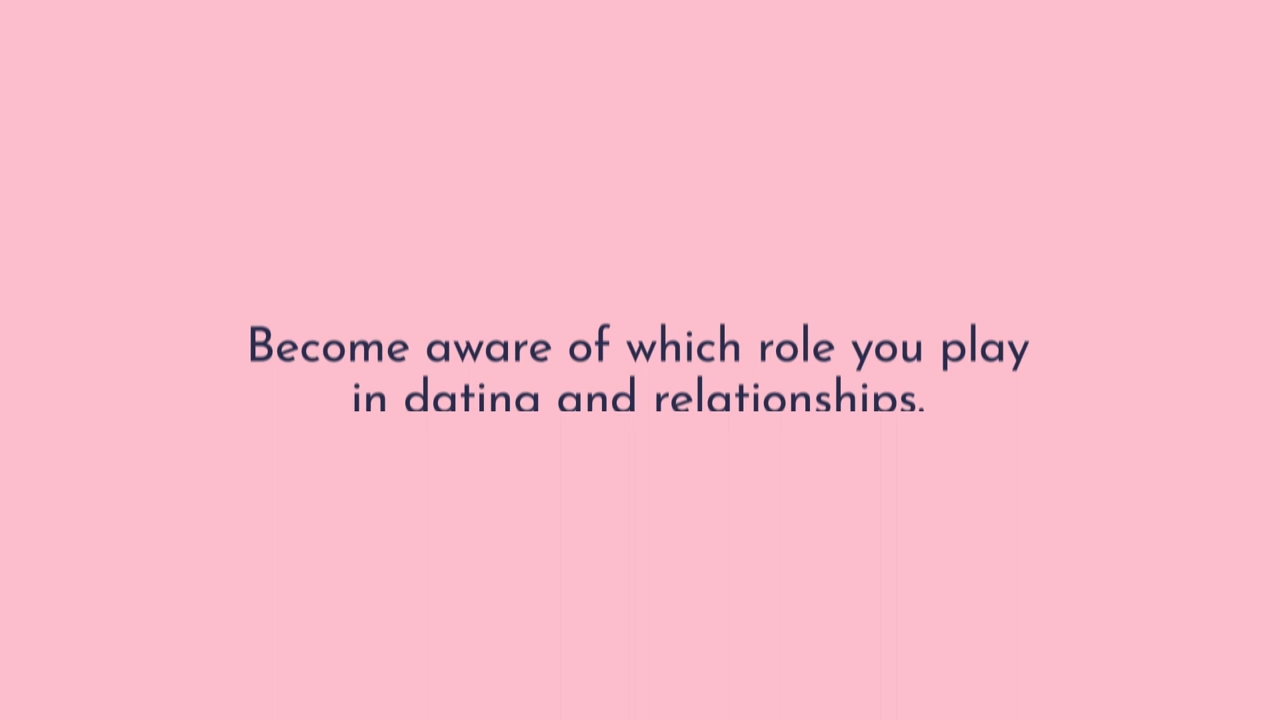 Become aware of which role you play
in dating and relationships.